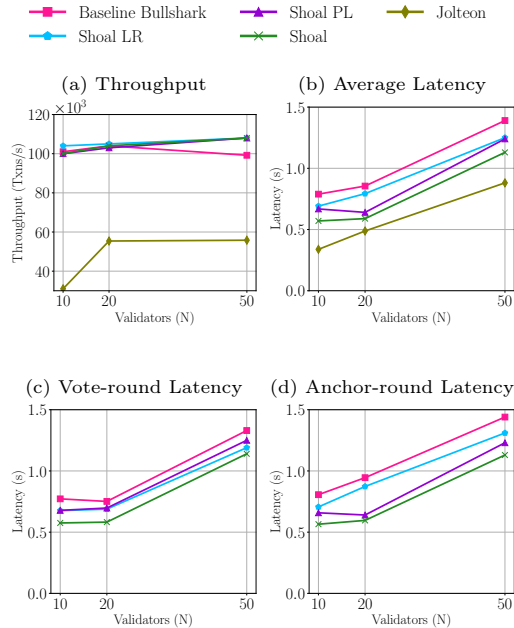 Baseline Bullshark
Shoal PL
Jolteon
Shoal LR
Shoal
(a) Throughput
(b) Average Latency
×10³
120
100
80
60
40
Throughput (Txns/s)
10
20
50
Validators (N)
1.5
1.0
0.5
0.0
Latency (s)
10
20
50
Validators (N)
(c) Vote-round Latency
(d) Anchor-round Latency
1.5
1.0
0.5
0.0
Latency (s)
10
20
50
Validators (N)
1.5
1.0
0.5
0.0
Latency (s)
10
20
50
Validators (N)